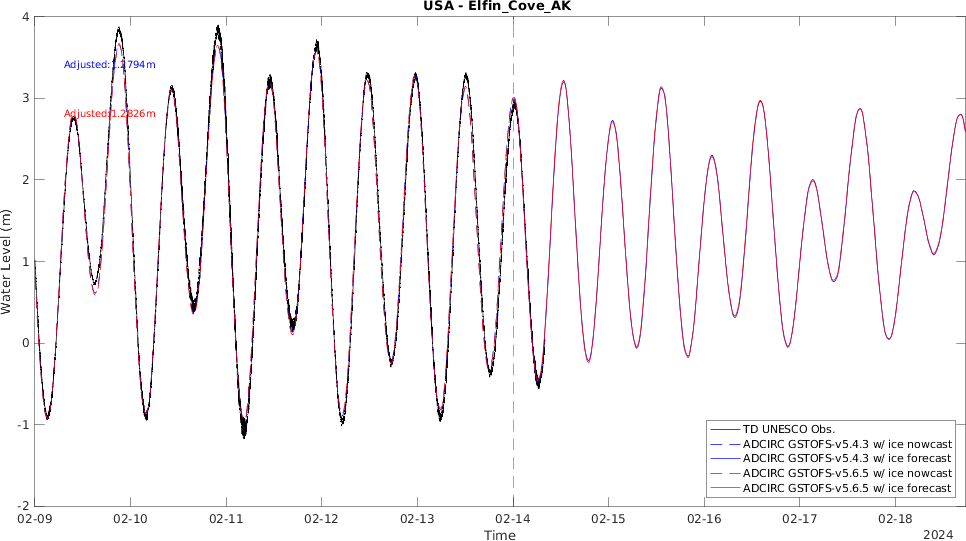 USA - Elfin_Cove_AK
4
3
2
1
0
-1
-2
Water Level (m)
Adjusted:1.2794m
Adjusted:1.2826m
TD UNESCO Obs.
ADCIRC GSTOFS-v5.4.3 w/ ice nowcast
ADCIRC GSTOFS-v5.4.3 w/ ice forecast
ADCIRC GSTOFS-v5.6.5 w/ ice nowcast
ADCIRC GSTOFS-v5.6.5 w/ ice forecast
02-09 02-10 02-11 02-12 02-13 02-14 02-15 02-16 02-17 02-18
Time
2024